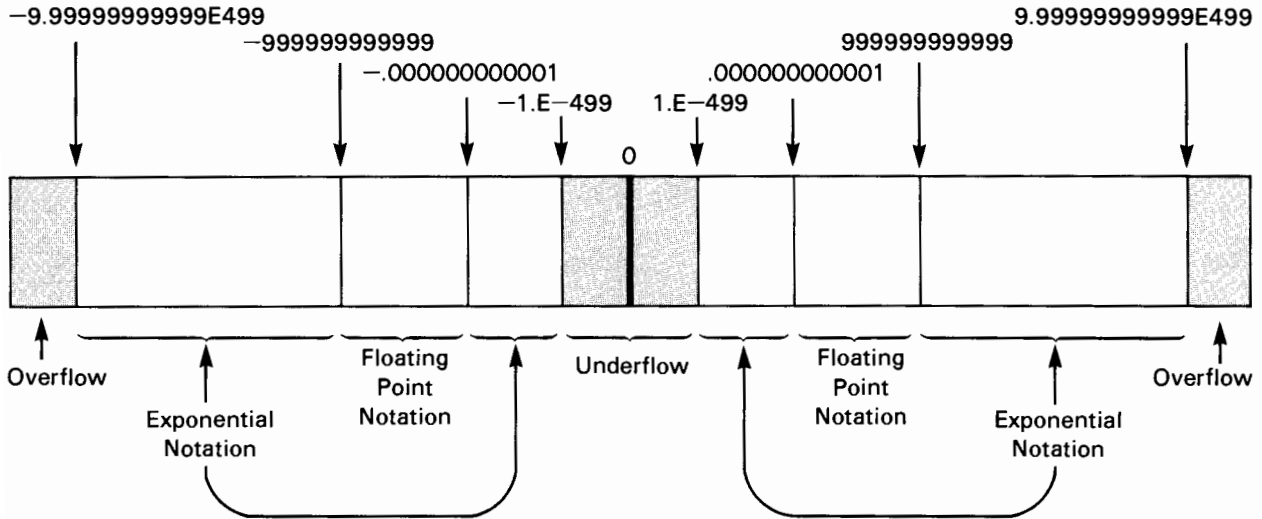 −9.99999999999E499
9.99999999999E499
−999999999999
999999999999
−.000000000001
.000000000001
−1.E−499
1.E−499
0
Overflow
Exponential
Notation
Floating
Point
Notation
Underflow
Floating
Point
Notation
Exponential
Notation
Overflow